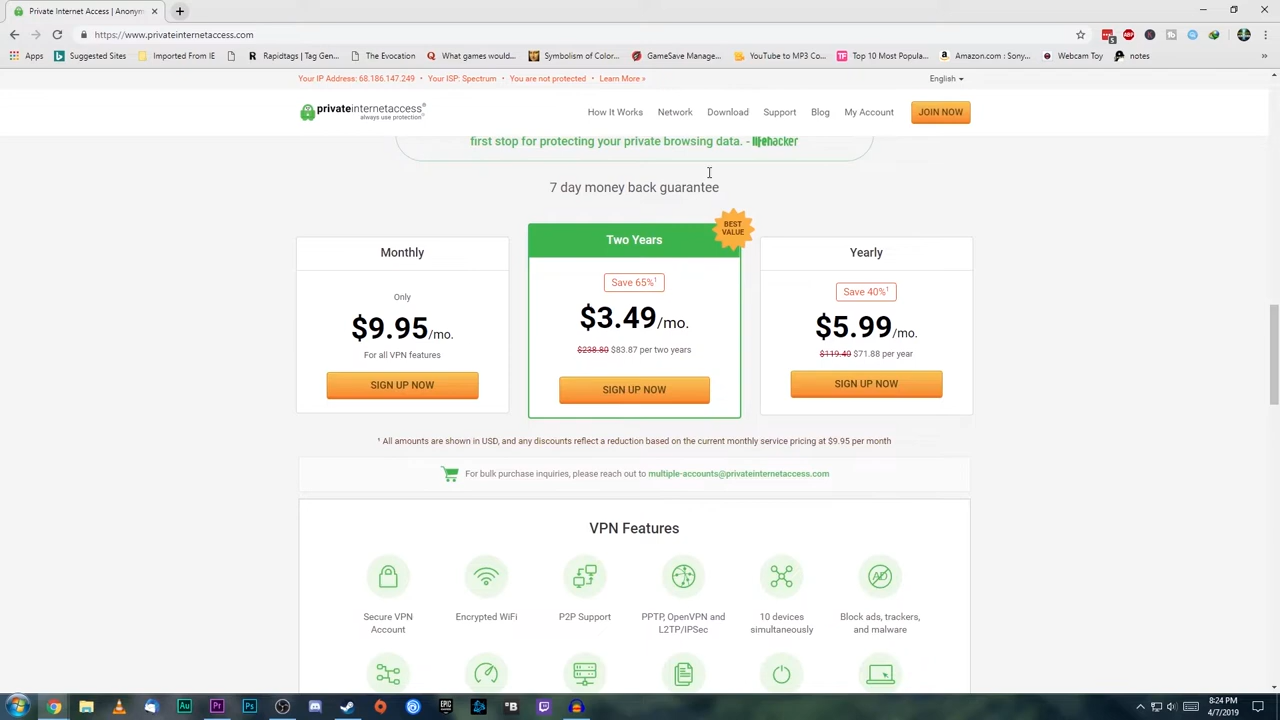 Private Internet Access | Anonym
https://www.privateinternetaccess.com
Apps
Suggested Sites
Imported From IE
Rapidtags | Tag Gen...
The Evocation
What games would...
Symbolism of Color...
GameSave Manage...
YouTube to MP3 Co...
Top 10 Most Popula...
Amazon.com : Sony...
Webcam Toy
notes
»
Your IP Address: 68.186.147.249 • Your ISP: Spectrum • You are not protected • Learn More »
English
privateinternetaccess
always use protection
How It Works
Network
Download
Support
Blog
My Account
JOIN NOW
first stop for protecting your private browsing data. - lifehacker
7 day money back guarantee
Monthly
Only
$9.95/mo.
For all VPN features
SIGN UP NOW
BEST
VALUE
Two Years
Save 65%¹
$3.49/mo.
$238.80 $83.87 per two years
SIGN UP NOW
Yearly
Save 40%¹
$5.99/mo.
$119.40 $71.88 per year
SIGN UP NOW
¹ All amounts are shown in USD, and any discounts reflect a reduction based on the current monthly service pricing at $9.95 per month
For bulk purchase inquiries, please reach out to multiple-accounts@privateinternetaccess.com
VPN Features
Secure VPN
Account
Encrypted WiFi
P2P Support
PPTP, OpenVPN and
L2TP/IPSec
10 devices
simultaneously
Block ads, trackers,
and malware
AD
Au
Pr
Ps
EPIC
8:24 PM
4/7/2019